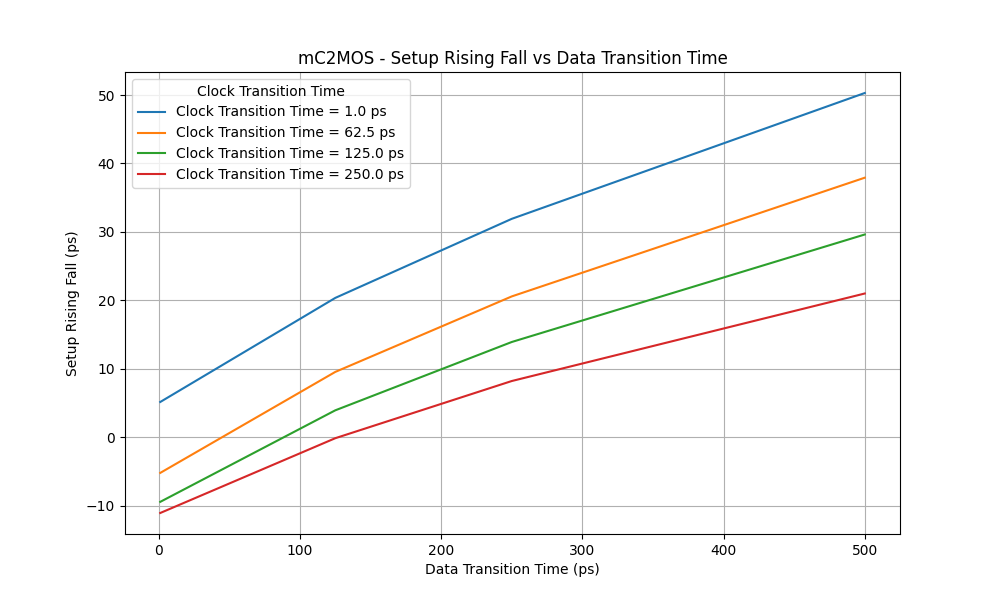 mC2MOS - Setup Rising Fall vs Data Transition Time
Clock Transition Time
Clock Transition Time = 1.0 ps
Clock Transition Time = 62.5 ps
Clock Transition Time = 125.0 ps
Clock Transition Time = 250.0 ps
Setup Rising Fall (ps)
50
40
30
20
10
0
−10
0 100 200 300 400 500
Data Transition Time (ps)